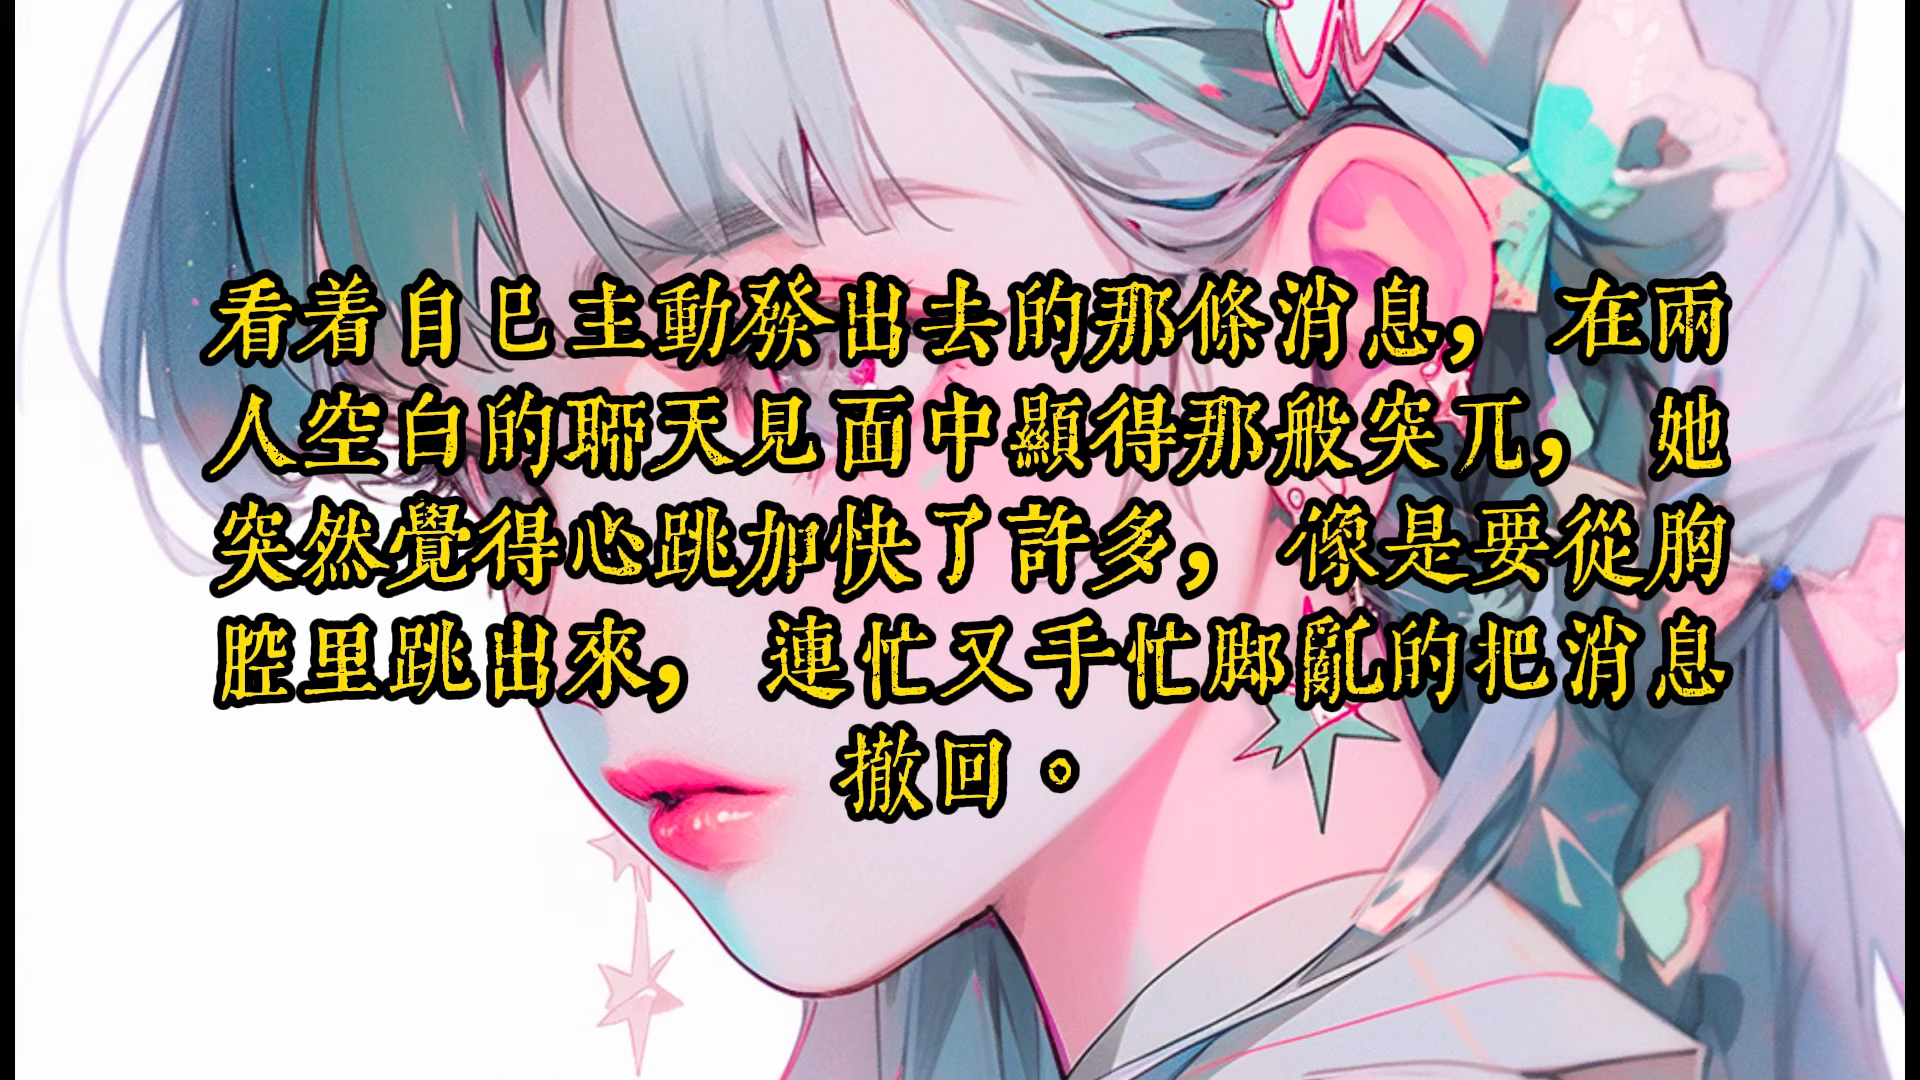 看着自已主動發出去的那條消息，在兩
人空白的聊天見面中顯得那般突兀，她
突然覺得心跳加快了許多，像是要從胸
腔里跳出來，連忙又手忙脚亂的把消息
撤回。